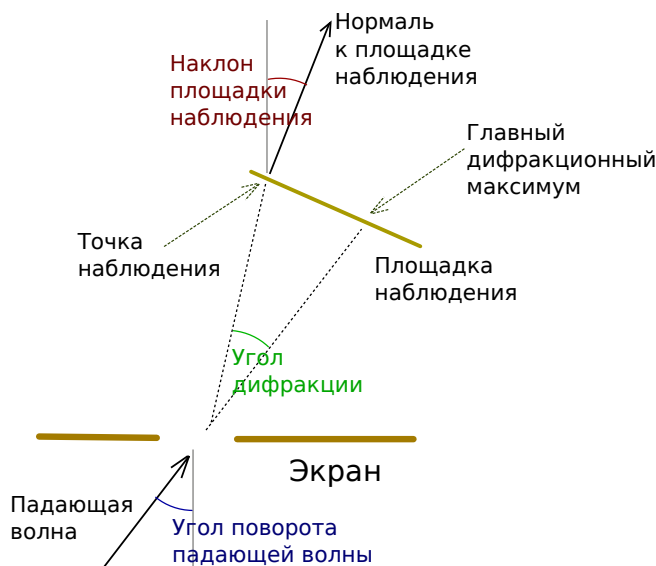 Нормаль
к площадке
наблюдения
Наклон
площадки
наблюдения
Главный
дифракционный
максимум
Точка
наблюдения
Площадка
наблюдения
Угол
дифракции
Экран
Падающая
волна
Угол поворота
падающей волны